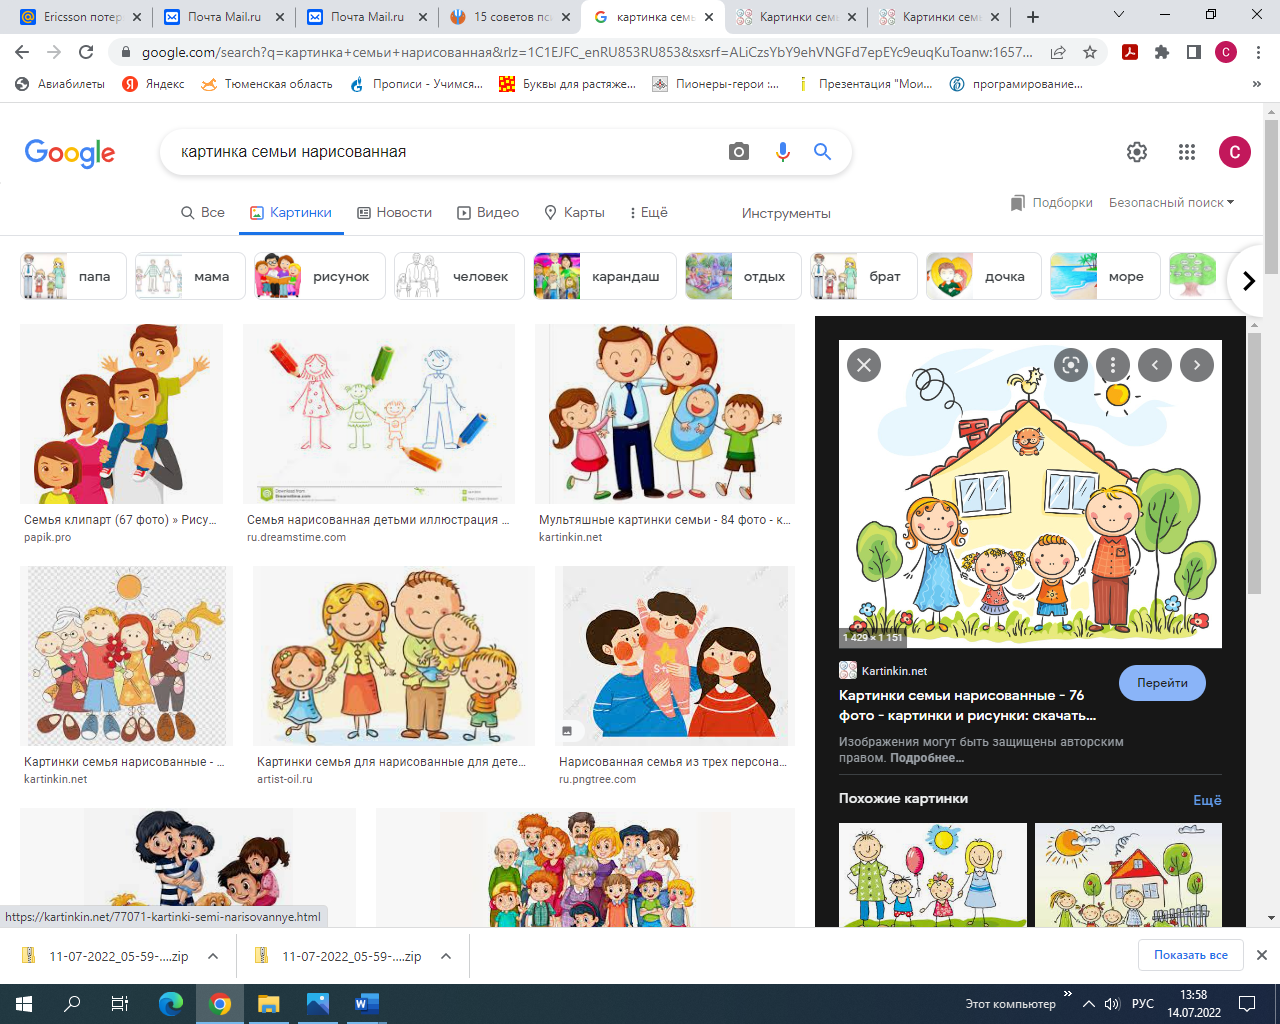 Ericsson потер
Почта Mail.ru
Почта Mail.ru
15 советов пс
картинка семь
Картинки сем
Картинки сем
google.com/search?q=картинка+семьи+нарисованная&rlz=1C1EJFC_enRU853RU853&sxsrf=ALiCzsYbY9ehVNGFd7epEYc9euqKuToanw:1657...
C
Авиабилеты
Яндекс
Тюменская область
Прописи - Учимся...
Буквы для растяже...
Пионеры-герои :...
Презентация "Мои...
програмирование...
»
Google
картинка семьи нарисованная
C
Все
Картинки
Новости
Видео
Карты
Ещё
Инструменты
Подборки
Безопасный поиск
папа
мама
рисунок
человек
карандаш
отдых
брат
дочка
море
Семья клипарт (67 фото) » Рису...
papik.pro
Семья нарисованная детьми иллюстрация ...
ru.dreamstime.com
Мультяшные картинки семьи - 84 фото - к...
kartinkin.net
Картинки семья нарисованные - ...
kartinkin.net
Картинки семья для нарисованные для дете...
artist-oil.ru
Нарисованная семья из трех персона...
ru.pngtree.com
1 429 × 1 151
Kartinkin.net
Картинки семьи нарисованные - 76
фото - картинки и рисунки: скачать...
Перейти
Изображения могут быть защищены авторским
правом. Подробнее...
Похожие картинки
Ещё
https://kartinkin.net/77071-kartinki-semi-narisovannye.html
11-07-2022_05-59-....zip
11-07-2022_05-59-....zip
Показать все
Этот компьютер
»
РУС
13:58
14.07.2022